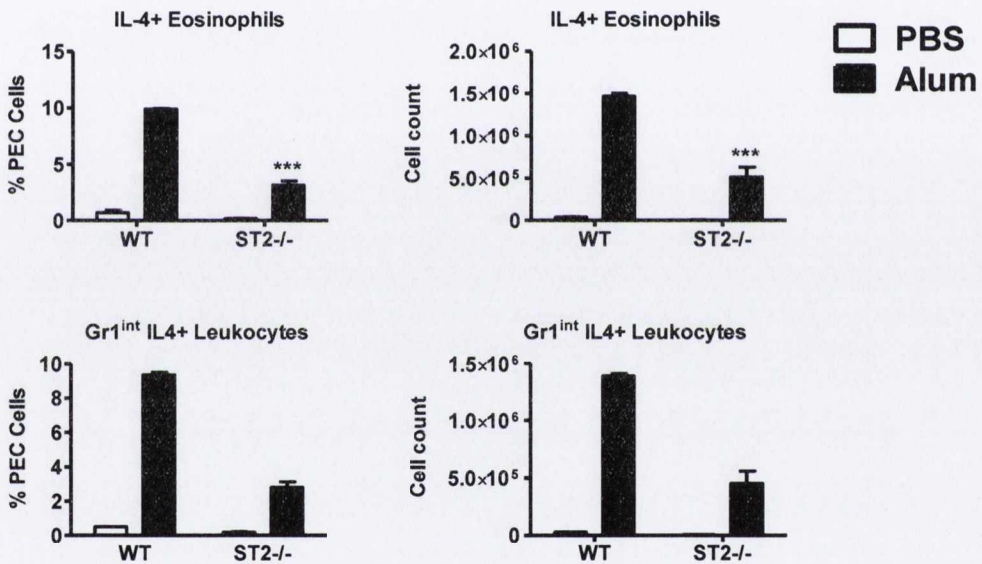 IL-4+ Eosinophils
% PEC Cells
15
10
5
0
***
WT ST2-/-
IL-4+ Eosinophils
Cell count
2.0×10⁶
1.5×10⁶
1.0×10⁶
5.0×10⁵
0
***
WT ST2-/-
PBS
Alum
Gr1ⁱⁿᵗ IL4+ Leukocytes
% PEC Cells
10
8
6
4
2
0
WT ST2-/-
Gr1ⁱⁿᵗ IL4+ Leukocytes
Cell count
1.5×10⁶
1.0×10⁶
5.0×10⁵
0
WT ST2-/-